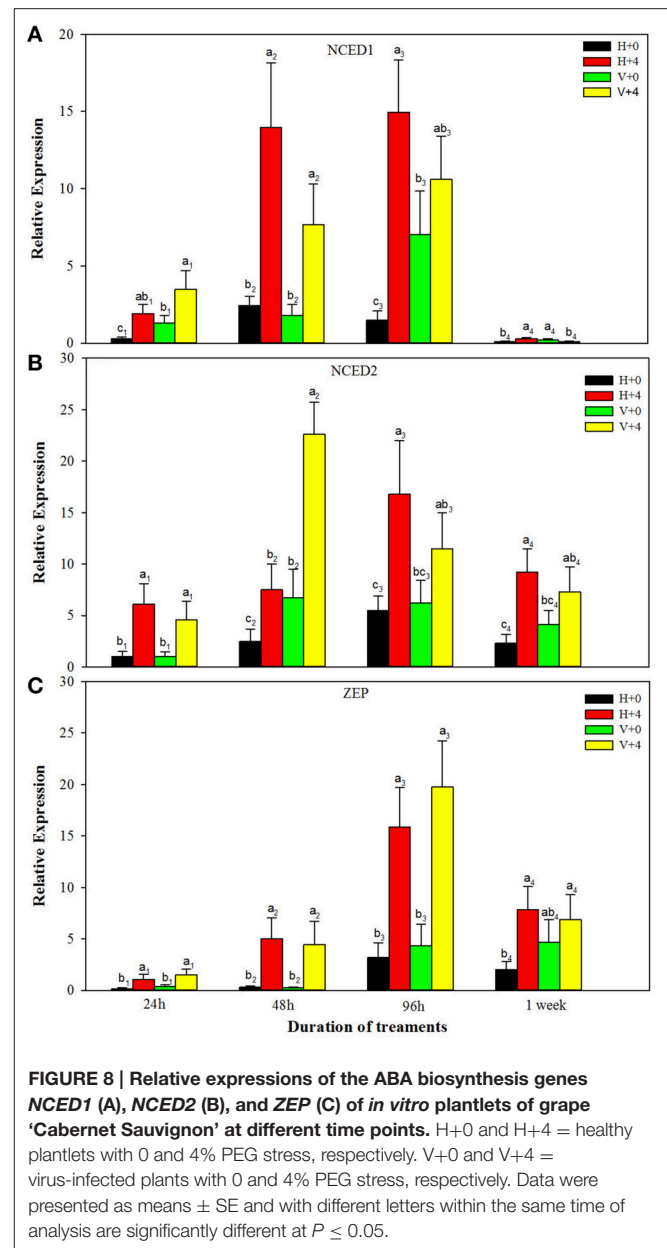 A
20
NCED1
H+0
H+4
V+0
V+4
15
10
5
0
Relative Expression
c1 ab1 b1 a1
b2 a2 b2 a2
c3 a3 b3 ab3
b4 a4 a4 b4
B
30
NCED2
H+0
H+4
V+0
V+4
25
20
15
10
5
0
Relative Expression
b1 a1 b1 a1
c2 b2 b2 a2
c3 a3 bc3 ab3
c4 a4 bc4 ab4
C
30
ZEP
H+0
H+4
V+0
V+4
25
20
15
10
5
0
Relative Expression
b1 a1 b1 a1
b2 a2 b2 a2
b3 a3 b3 a3
b4 a4 ab4 a4
24h 48h 96h 1 week
Duration of treaments
FIGURE 8 | Relative expressions of the ABA biosynthesis genes
NCED1 (A), NCED2 (B), and ZEP (C) of in vitro plantlets of grape
‘Cabernet Sauvignon’ at different time points. H+0 and H+4 = healthy
plantlets with 0 and 4% PEG stress, respectively. V+0 and V+4 =
virus-infected plants with 0 and 4% PEG stress, respectively. Data were
presented as means ± SE and with different letters within the same time of
analysis are significantly different at P ≤ 0.05.